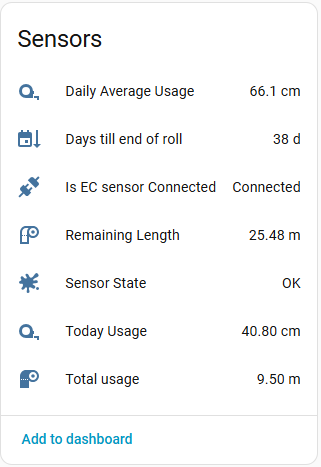 Sensors
Daily Average Usage 66.1 cm
Days till end of roll 38 d
Is EC sensor Connected Connected
Remaining Length 25.48 m
Sensor State OK
Today Usage 40.80 cm
Total usage 9.50 m
Add to dashboard